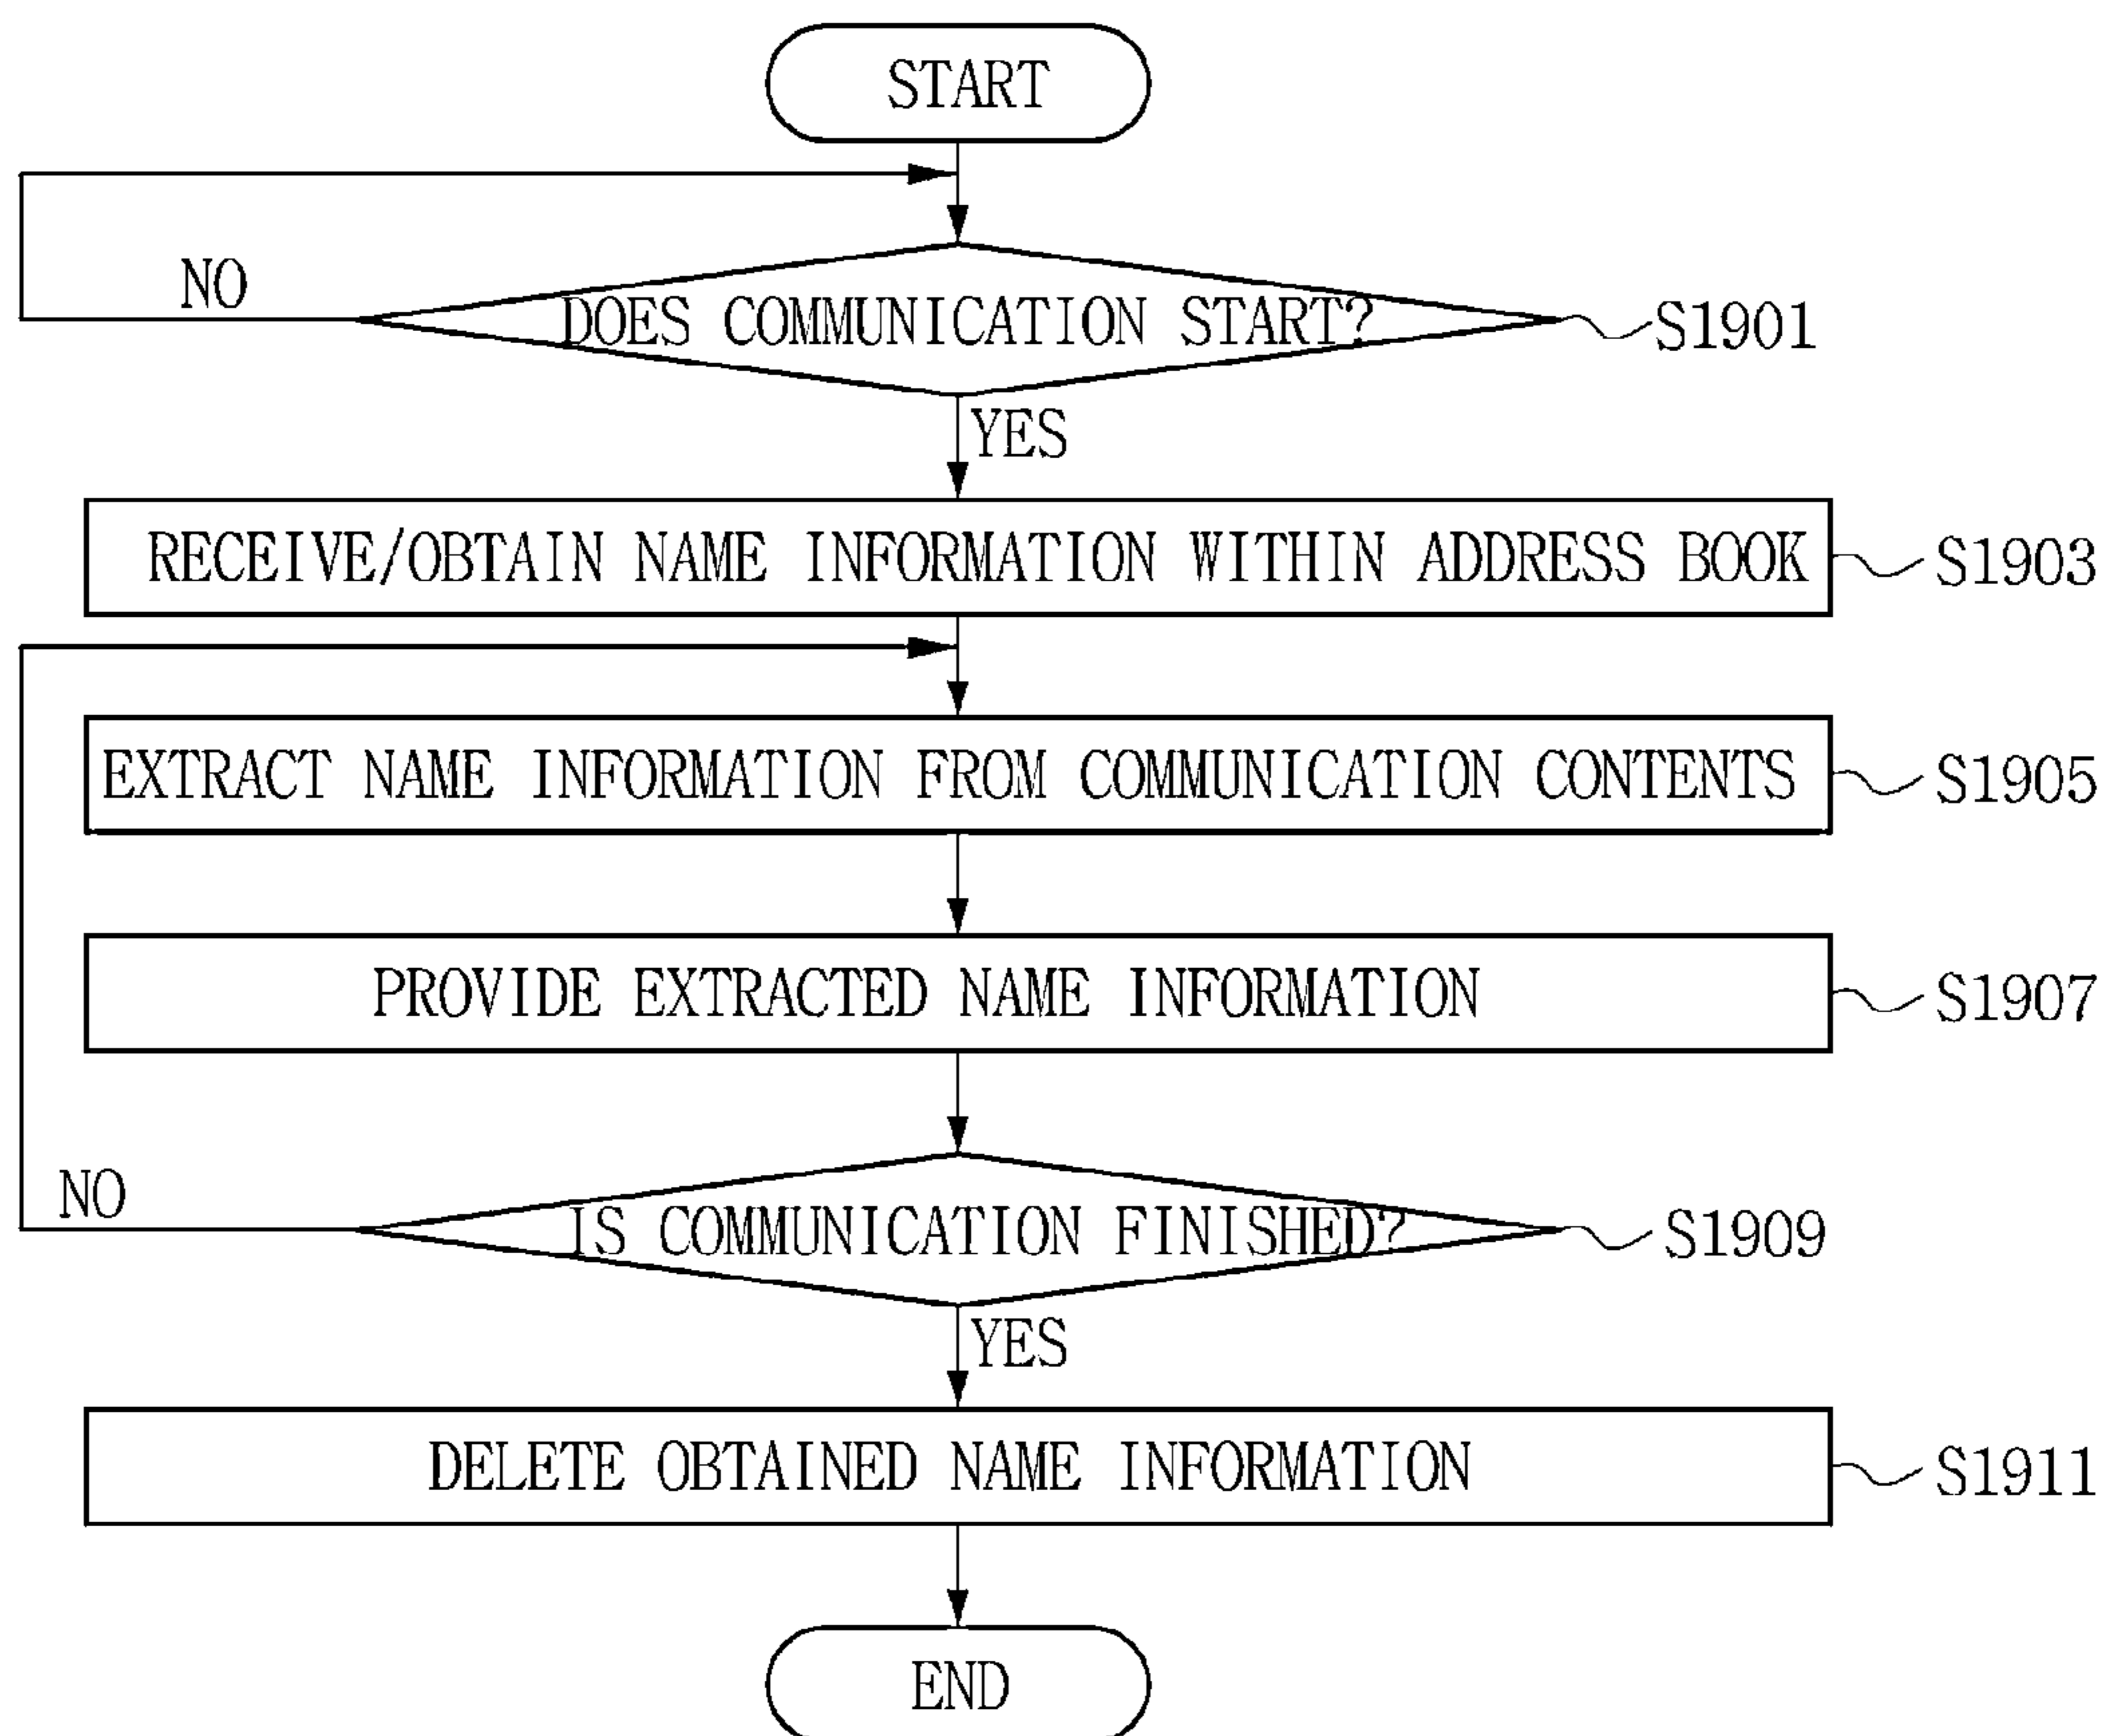 START
NO
DOES COMMUNICATION START?
S1901
YES
RECEIVE/OBTAIN NAME INFORMATION WITHIN ADDRESS BOOK
S1903
EXTRACT NAME INFORMATION FROM COMMUNICATION CONTENTS
S1905
PROVIDE EXTRACTED NAME INFORMATION
S1907
NO
IS COMMUNICATION FINISHED?
S1909
YES
DELETE OBTAINED NAME INFORMATION
S1911
END